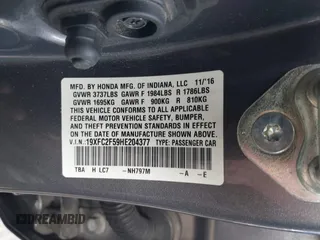 MFD. BY HONDA MFG. OF INDIANA, LLC 11/16
GVWR 3737LBS GAWR F 1984LBS R 1786LBS
GVWR 1695KG GAWR F 900KG R 810KG
THIS VEHICLE CONFORMS TO ALL APPLICABLE
FEDERAL MOTOR VEHICLE SAFETY, BUMPER,
AND THEFT PREVENTION STANDARDS IN EFFECT
ON THE DATE OF MANUFACTURE SHOWN ABOVE.
V.I.N: 19XFC2F59HE204377 TYPE: PASSENGER CAR
TBA H LC7 -NH797M -A -E
DREAMBID